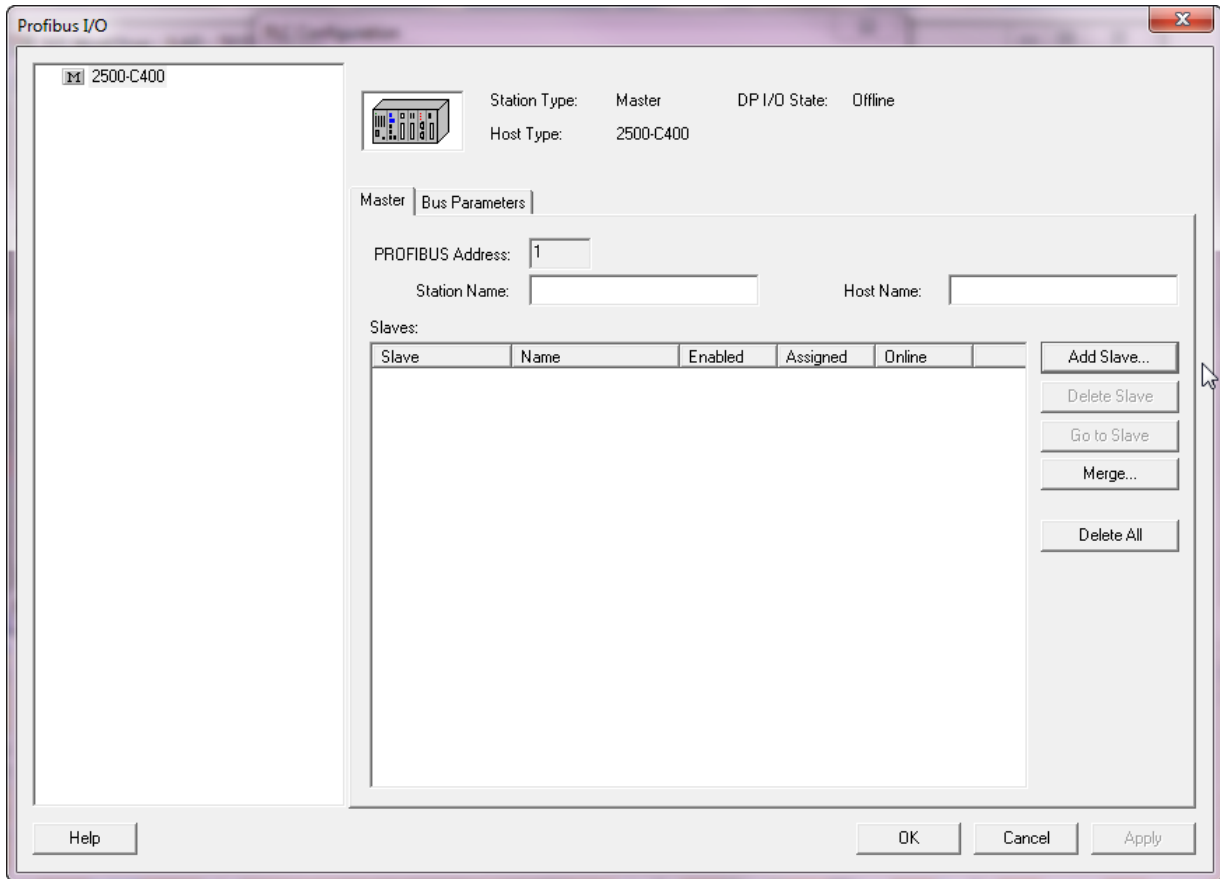 Profibus I/O
PLC Configuration
M 2500-C400
Station Type: Master DP I/O State: Offline
Host Type: 2500-C400
Master Bus Parameters
PROFIBUS Address: 1
Station Name: Host Name:
Slaves:
Slave Name Enabled Assigned Online
Add Slave...
Delete Slave
Go to Slave
Merge...
Delete All
Help OK Cancel Apply